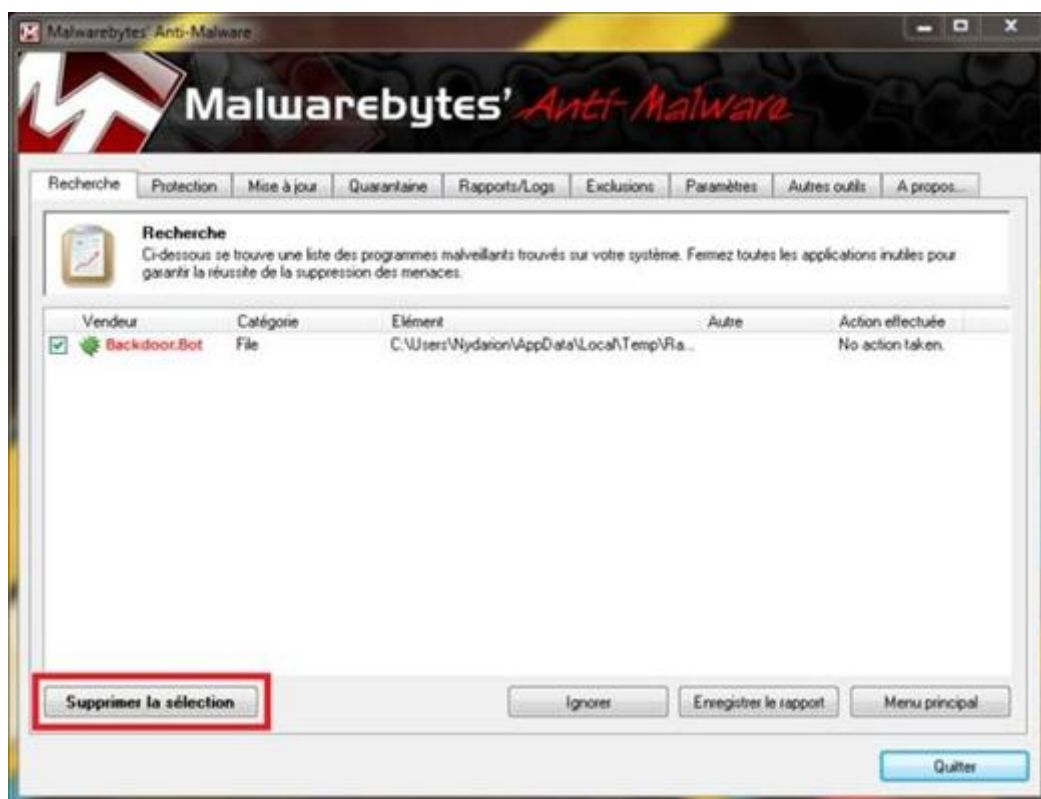 Malwarebytes' Anti-Malware
Malwarebytes' Anti-Malware
Recherche Protection Mise à jour Quarantaine Rapports/Logs Exclusions Paramètres Autres outils A propos...
Recherche
Ci-dessous se trouve une liste des programmes malveillants trouvés sur votre système. Fermez toutes les applications inutiles pour
garantir la réussite de la suppression des menaces.
Vendeur Catégorie Elément Autre Action effectuée
Backdoor.Bot File C:\Users\Nydarion\AppData\Local\Temp\Ra... No action taken.
Supprimer la sélection Ignorer Enregistrer le rapport Menu principal
Quitter